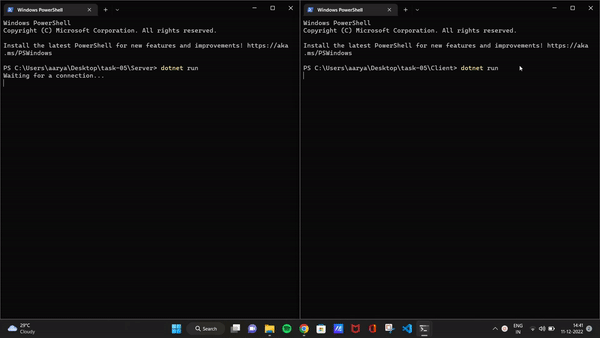 Windows PowerShell
Windows PowerShell
Copyright (C) Microsoft Corporation. All rights reserved.
Install the latest PowerShell for new features and improvements! https://aka
.ms/PSWindows
PS C:\Users\aarya\Desktop\task-05\Server> dotnet run
Waiting for a connection...
Windows PowerShell
Windows PowerShell
Copyright (C) Microsoft Corporation. All rights reserved.
Install the latest PowerShell for new features and improvements! https://aka
.ms/PSWindows
PS C:\Users\aarya\Desktop\task-05\Client> dotnet run
29°C
Cloudy
Search
ENG
IN
14:41
11-12-2022